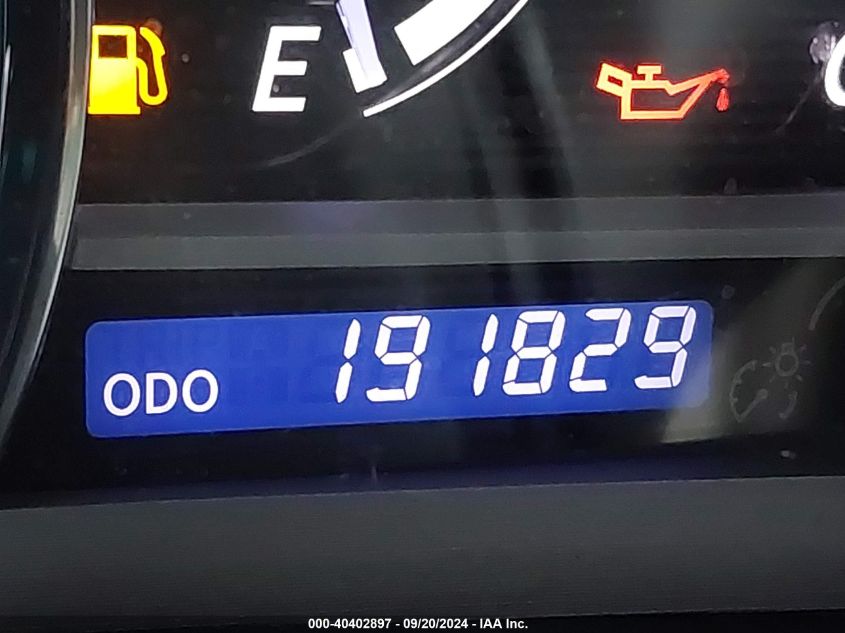 E
ODO 191829
000-40402897 - 09/20/2024 - IAA Inc.